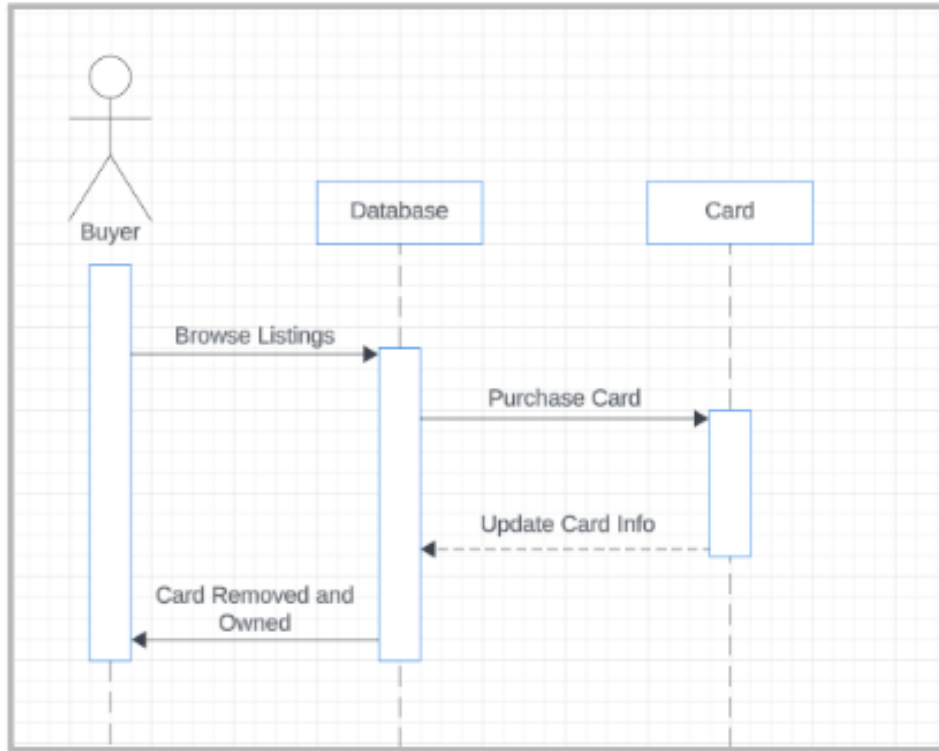 Buyer
Database
Card
Browse Listings
Purchase Card
Update Card Info
Card Removed and
Owned